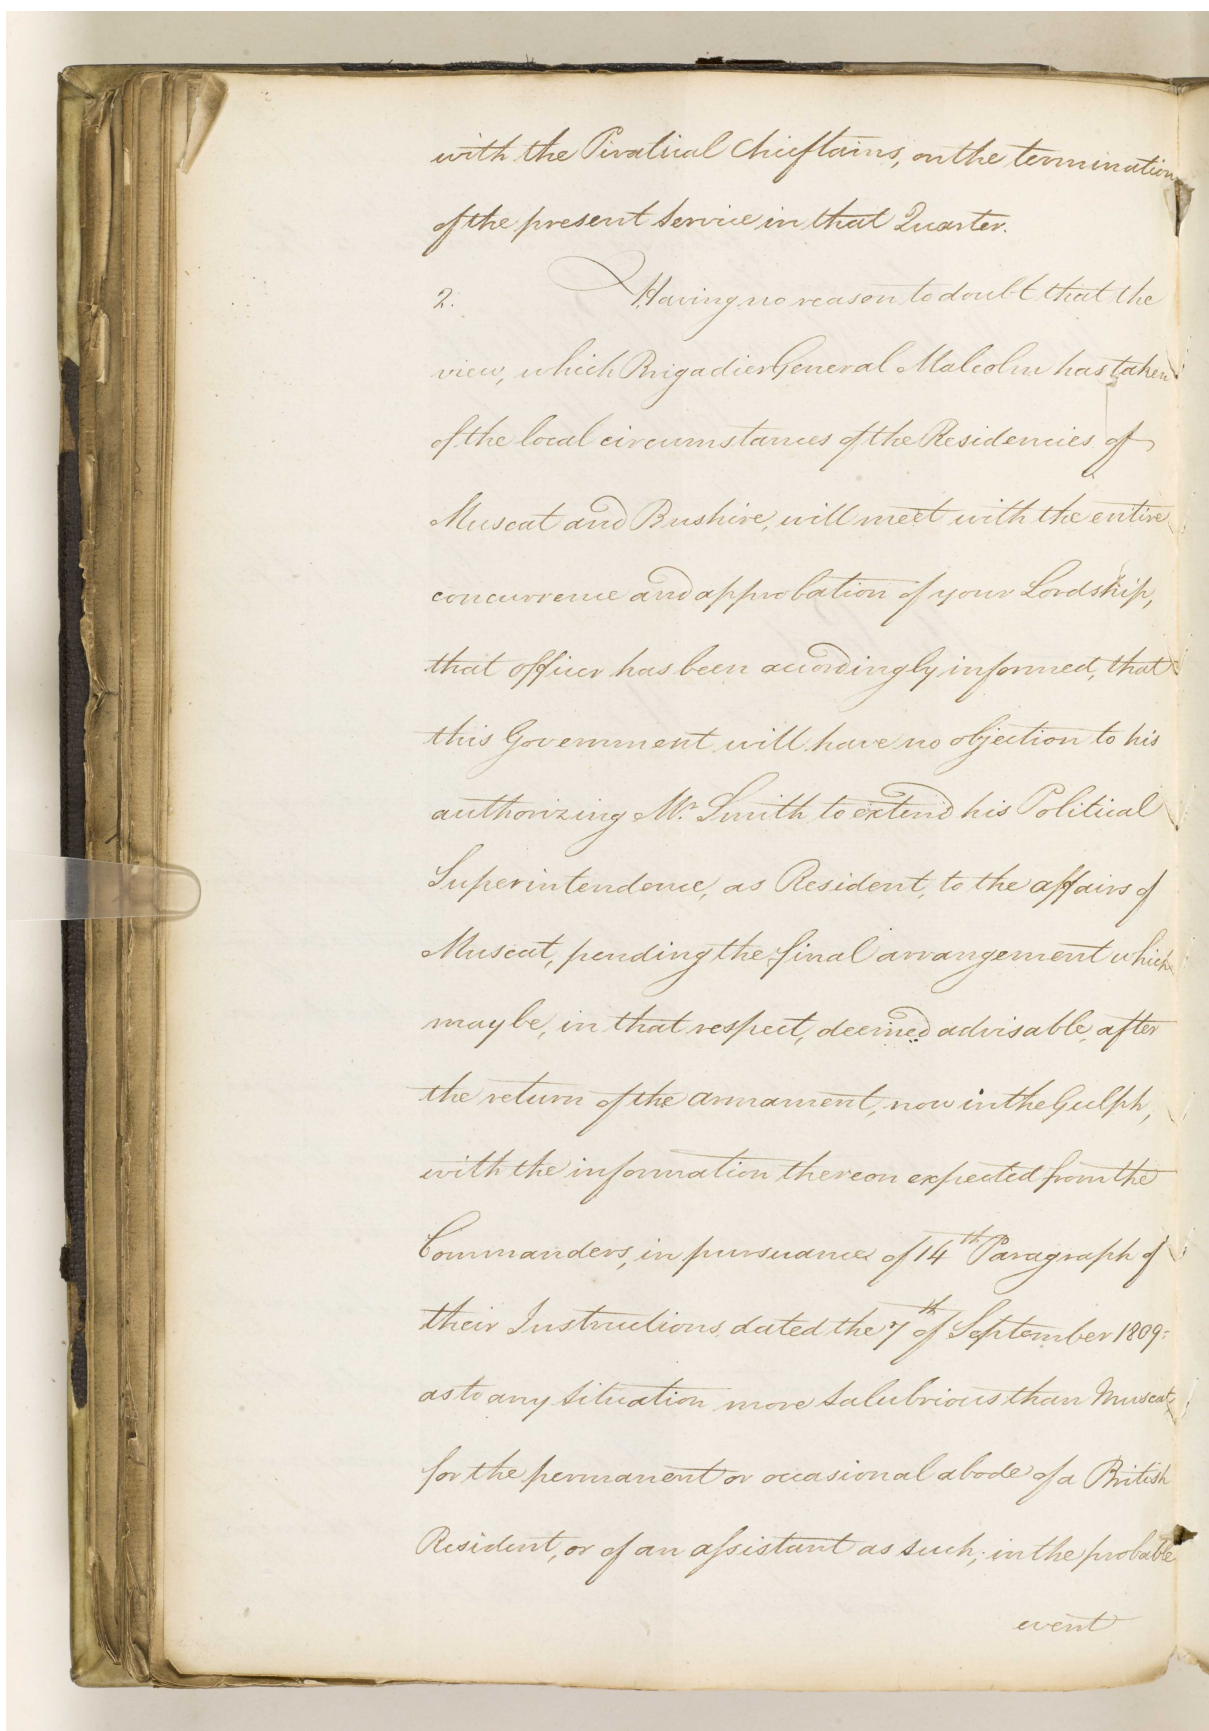 with the Piratical Chieftains, on the termination
of the present Service in that Quarter.
2. Having no reason to doubt that the
view, which Brigadier General Malcolm has taken
of the local circumstances of the Residencies of
Muscat and Bushire, will meet with the entire
concurrence and approbation of your Lordship,
that officer has been accordingly informed, that
this Government will have no objection to his
authorizing Mr. Smith to extend his Political
Superintendence, as Resident, to the affairs of
Muscat, pending the final arrangement which
may be, in that respect, deemed advisable, after
the return of the armament, now in the Gulph,
with the information thereon expected from the
Commanders, in pursuance of 14th Paragraph of
their Instructions, dated the 7th of September 1809:
as to any situation more salubrious than Muscat,
for the permanent or occasional abode of a British
Resident, or of an assistant as such; in the probable
event